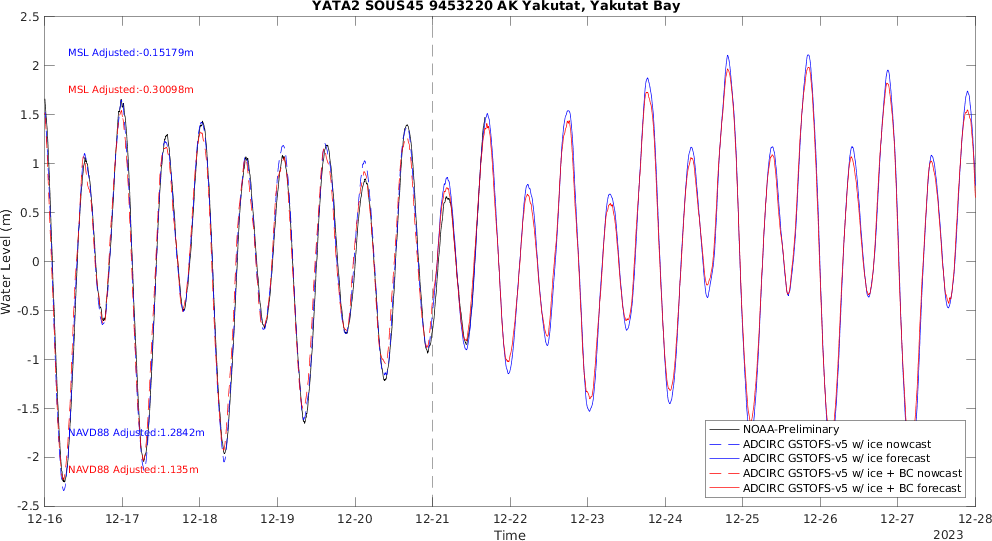 YATA2 SOUS45 9453220 AK Yakutat, Yakutat Bay
2.5
2
1.5
1
0.5
0
-0.5
-1
-1.5
-2
-2.5
Water Level (m)
MSL Adjusted:-0.15179m
MSL Adjusted:-0.30098m
NAVD88 Adjusted:1.2842m
NAVD88 Adjusted:1.135m
NOAA-Preliminary
ADCIRC GSTOFS-v5 w/ ice nowcast
ADCIRC GSTOFS-v5 w/ ice forecast
ADCIRC GSTOFS-v5 w/ ice + BC nowcast
ADCIRC GSTOFS-v5 w/ ice + BC forecast
12-16 12-17 12-18 12-19 12-20 12-21 12-22 12-23 12-24 12-25 12-26 12-27 12-28
Time
2023